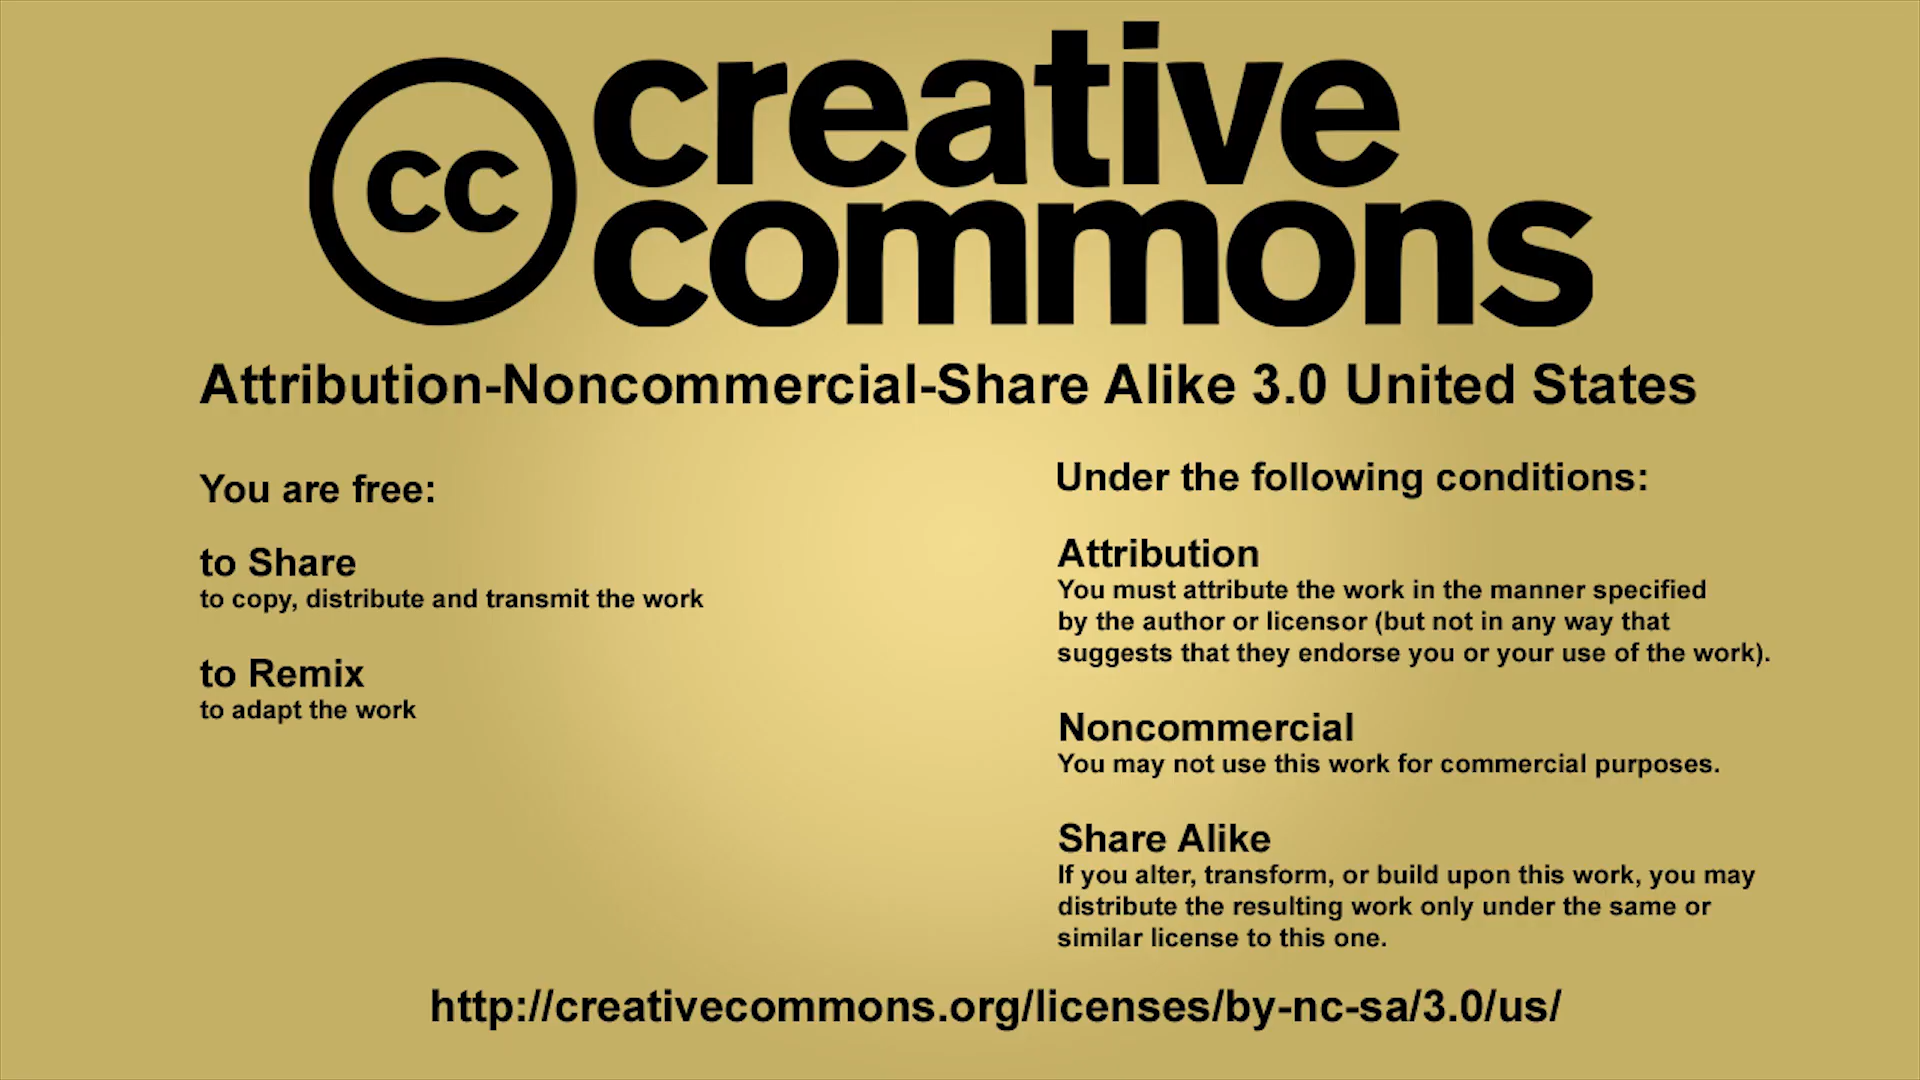 cc creative
commons
Attribution-Noncommercial-Share Alike 3.0 United States
You are free:
to Share
to copy, distribute and transmit the work
to Remix
to adapt the work
Under the following conditions:
Attribution
You must attribute the work in the manner specified
by the author or licensor (but not in any way that
suggests that they endorse you or your use of the work).
Noncommercial
You may not use this work for commercial purposes.
Share Alike
If you alter, transform, or build upon this work, you may
distribute the resulting work only under the same or
similar license to this one.
http://creativecommons.org/licenses/by-nc-sa/3.0/us/